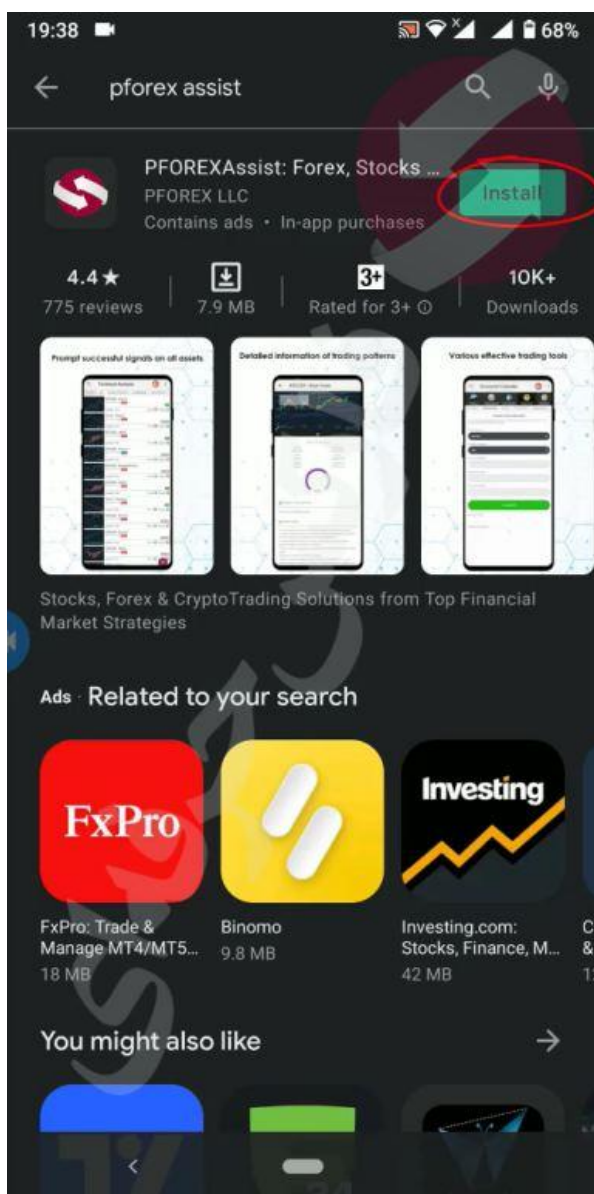 19:38
68%
pforex assist
PFOREXAssist: Forex, Stocks ...
PFOREX LLC
Install
Contains ads • In-app purchases
4.4★
3+
10K+
775 reviews
7.9 MB
Rated for 3+
Downloads
Prompt successful signals on all assets
Detailed information of trading patterns
Various effective trading tools
Stocks, Forex & CryptoTrading Solutions from Top Financial
Market Strategies
Ads · Related to your search
FxPro
Investing
FxPro: Trade &
Manage MT4/MT5...
18 MB
Binomo
9.8 MB
Investing.com:
Stocks, Finance, M...
42 MB
C
&
You might also like